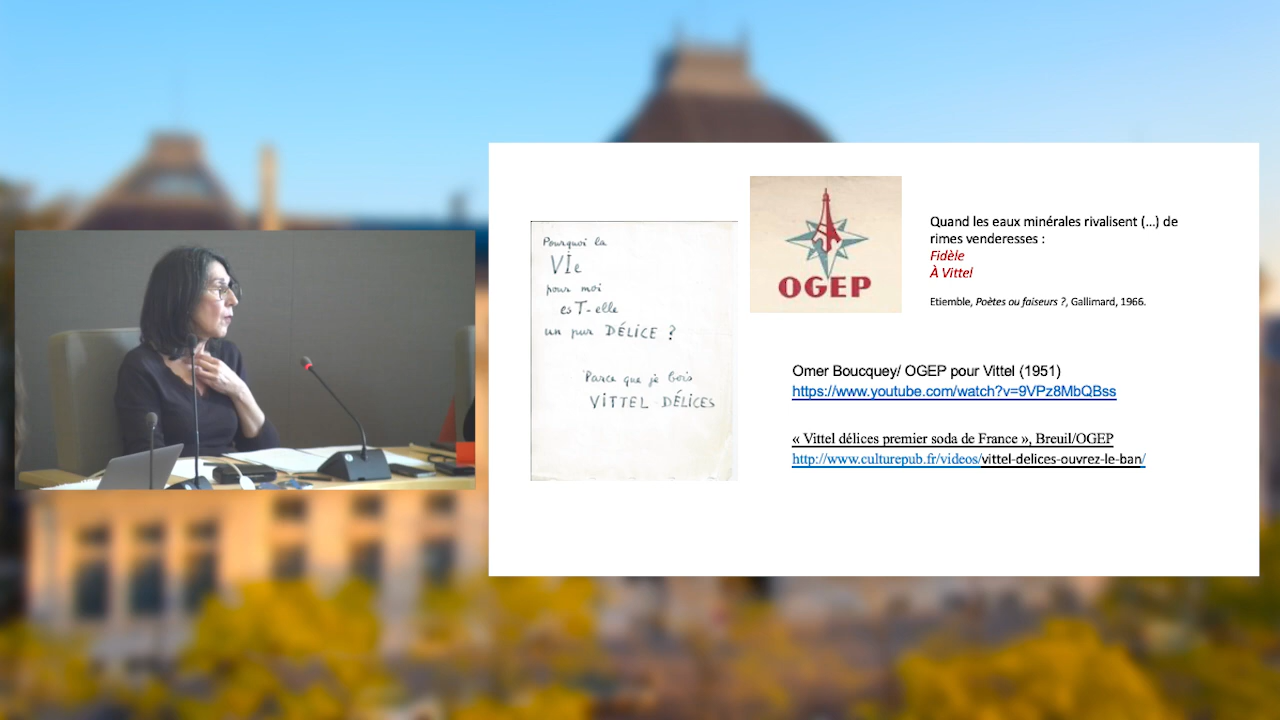 Pourquoi la
VIe
pour moi
esT-elle
un pur DÉLICE ?
Parce que je bois
VITTEL DÉLICES
OGEP
Quand les eaux minérales rivalisent (…) de
rimes venderesses :
Fidèle
À Vittel
Etiemble, Poètes ou faiseurs ?, Gallimard, 1966.
Omer Boucquey/ OGEP pour Vittel (1951)
https://www.youtube.com/watch?v=9VPz8MbQBss
« Vittel délices premier soda de France », Breuil/OGEP
http://www.culturepub.fr/videos/vittel-delices-ouvrez-le-ban/